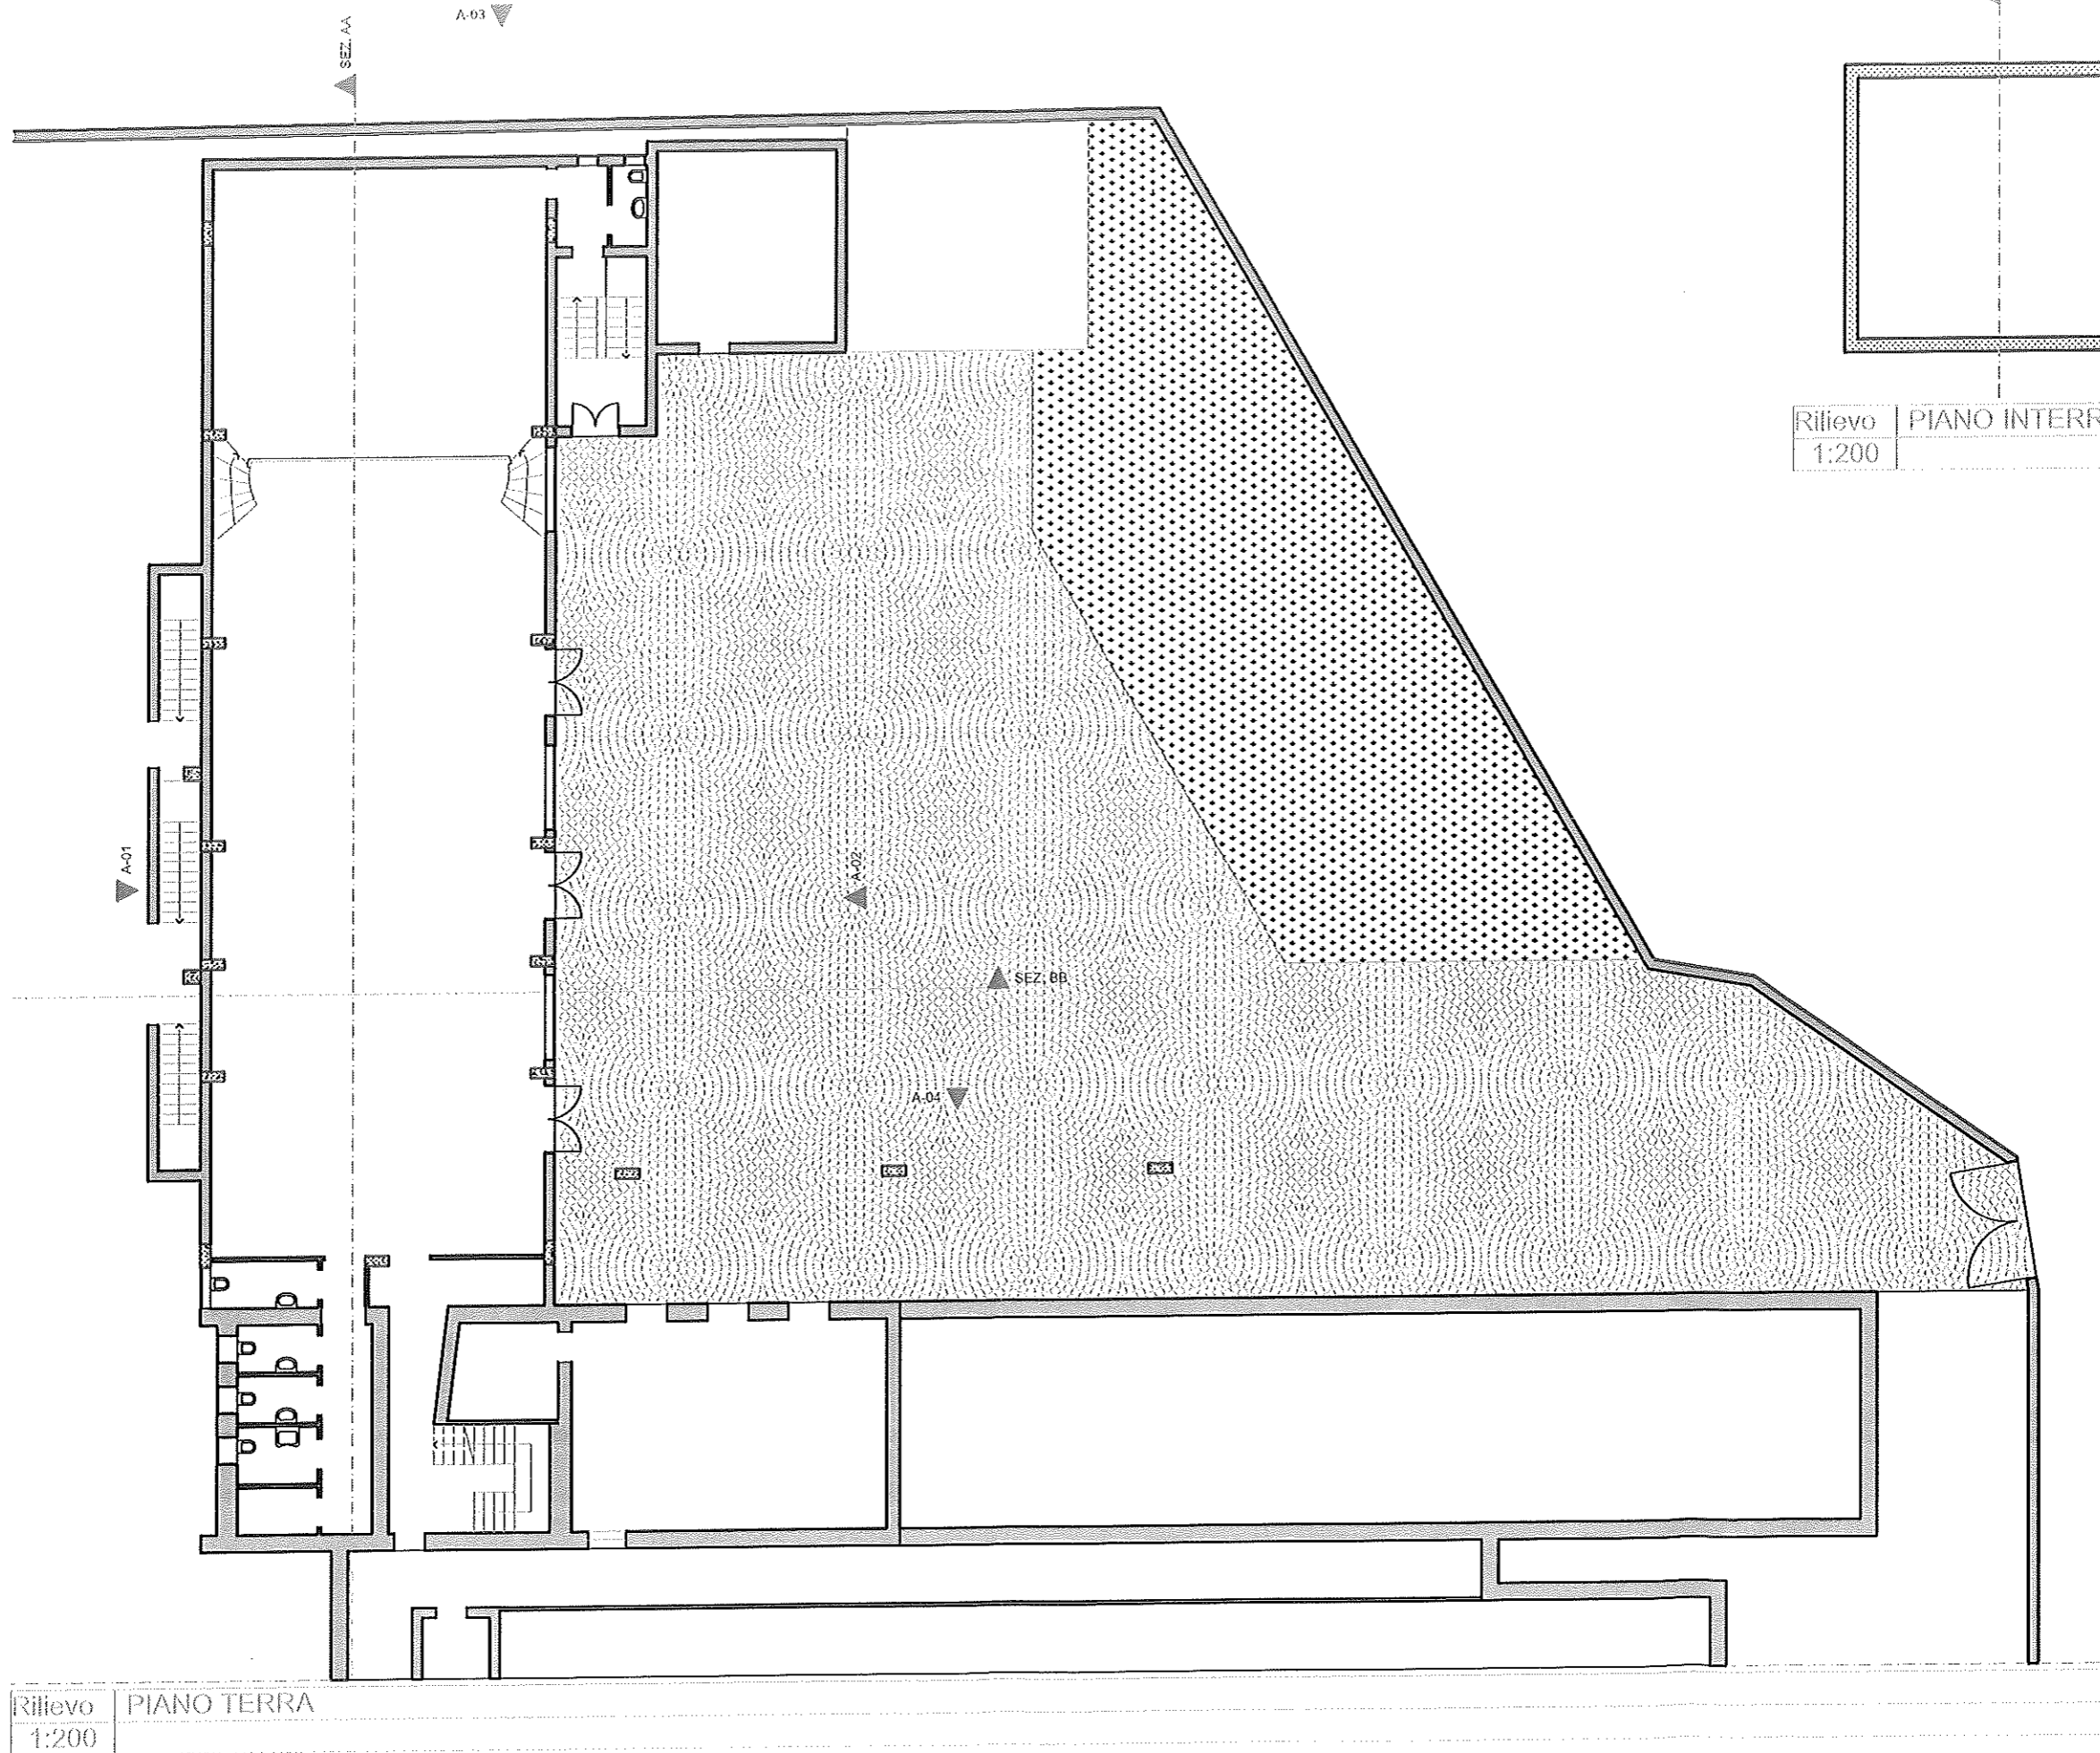 A-03
SEZ. AA
Rilievo PIANO INTERR
1:200
A-01
A-02
SEZ. BB
A-04
Rilievo PIANO TERRA
1:200